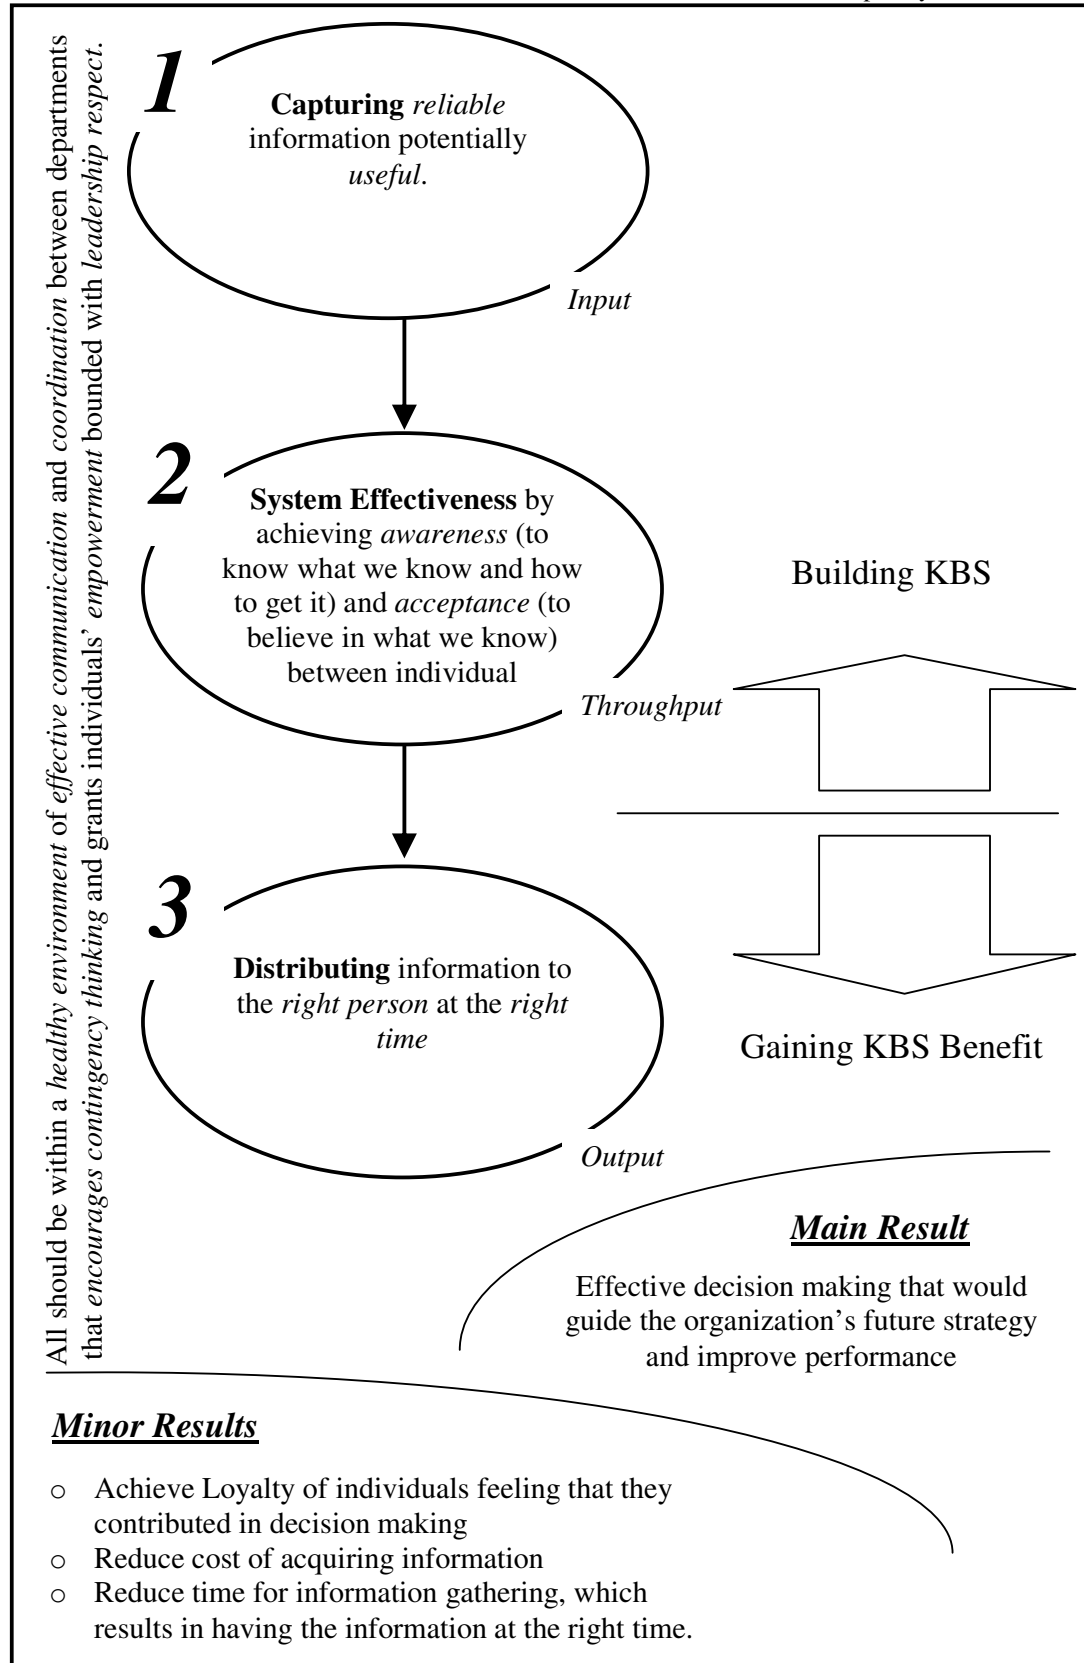 All should be within a healthy environment of effective communication and coordination between departments
that encourages contingency thinking and grants individuals’ empowerment bounded with leadership respect.
1
Capturing reliable
information potentially
useful.
Input
2
System Effectiveness by
achieving awareness (to
know what we know and how
to get it) and acceptance (to
believe in what we know)
between individual
Throughput
Building KBS
3
Distributing information to
the right person at the right
time
Output
Gaining KBS Benefit
Main Result
Effective decision making that would
guide the organization’s future strategy
and improve performance
Minor Results
o Achieve Loyalty of individuals feeling that they
contributed in decision making
o Reduce cost of acquiring information
o Reduce time for information gathering, which
results in having the information at the right time.